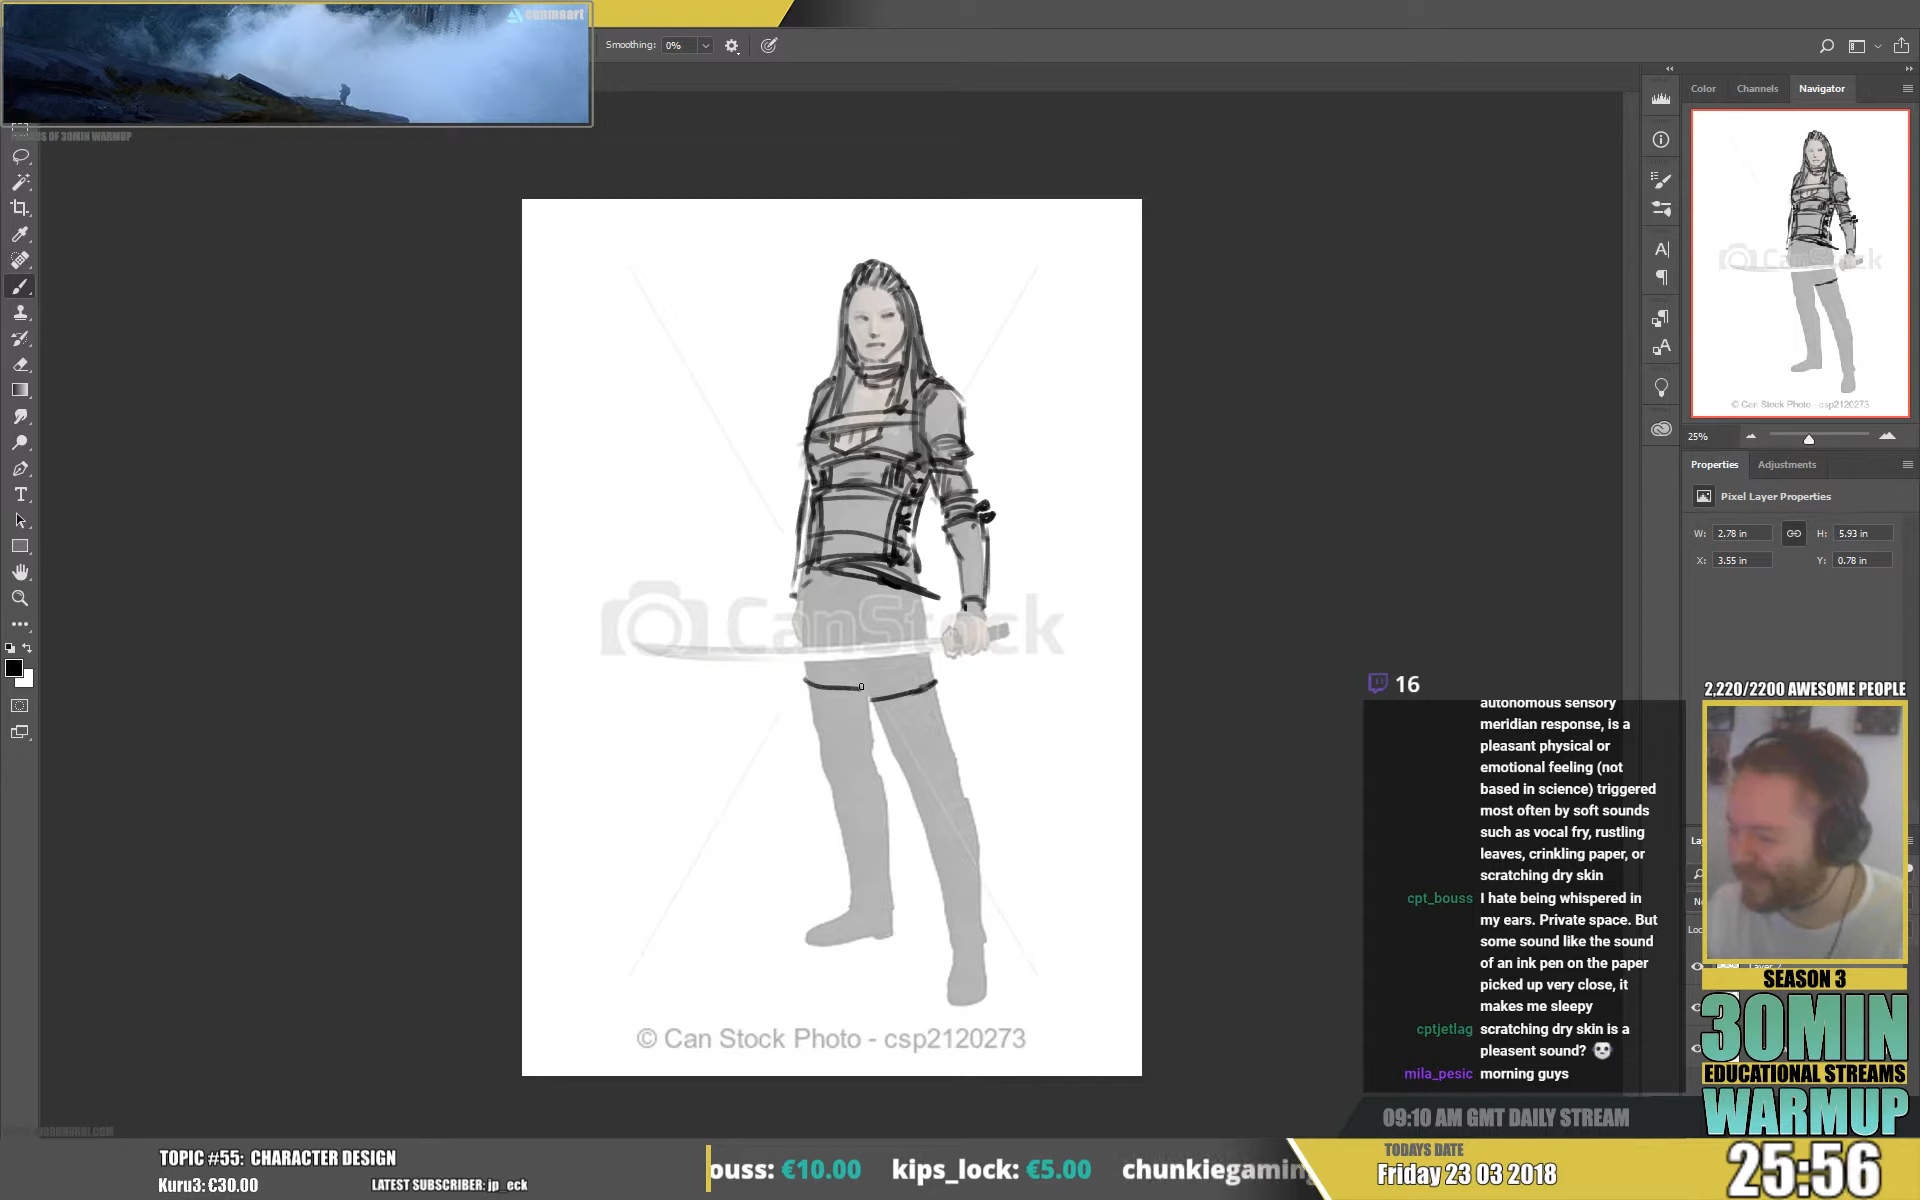 Smoothing: 0%
OF 30MIN WARMUP
Color Channels Navigator
CanStock
© Can Stock Photo - csp2120273
25%
Properties Adjustments
Pixel Layer Properties
W: 2.78 in H: 5.93 in
X: 3.55 in Y: 0.78 in
CanStock
© Can Stock Photo - csp2120273
2,220/2200 AWESOME PEOPLE
16
autonomous sensory
meridian response, is a
pleasant physical or
emotional feeling (not
based in science) triggered
most often by soft sounds
such as vocal fry, rustling
leaves, crinkling paper, or
scratching dry skin
cpt_bouss I hate being whispered in
my ears. Private space. But
some sound like the sound
of an ink pen on the paper
picked up very close, it
makes me sleepy
cptjetlag scratching dry skin is a
pleasent sound?
mila_pesic morning guys
SEASON 3
30MIN
EDUCATIONAL STREAMS
WARMUP
25:56
09:10 AM GMT DAILY STREAM
TODAYS DATE
Friday 23 03 2018
TOPIC #55: CHARACTER DESIGN
Kuru3: €30.00 LATEST SUBSCRIBER: jp_eck
ouss: €10.00 kips_lock: €5.00 chunkiegaming